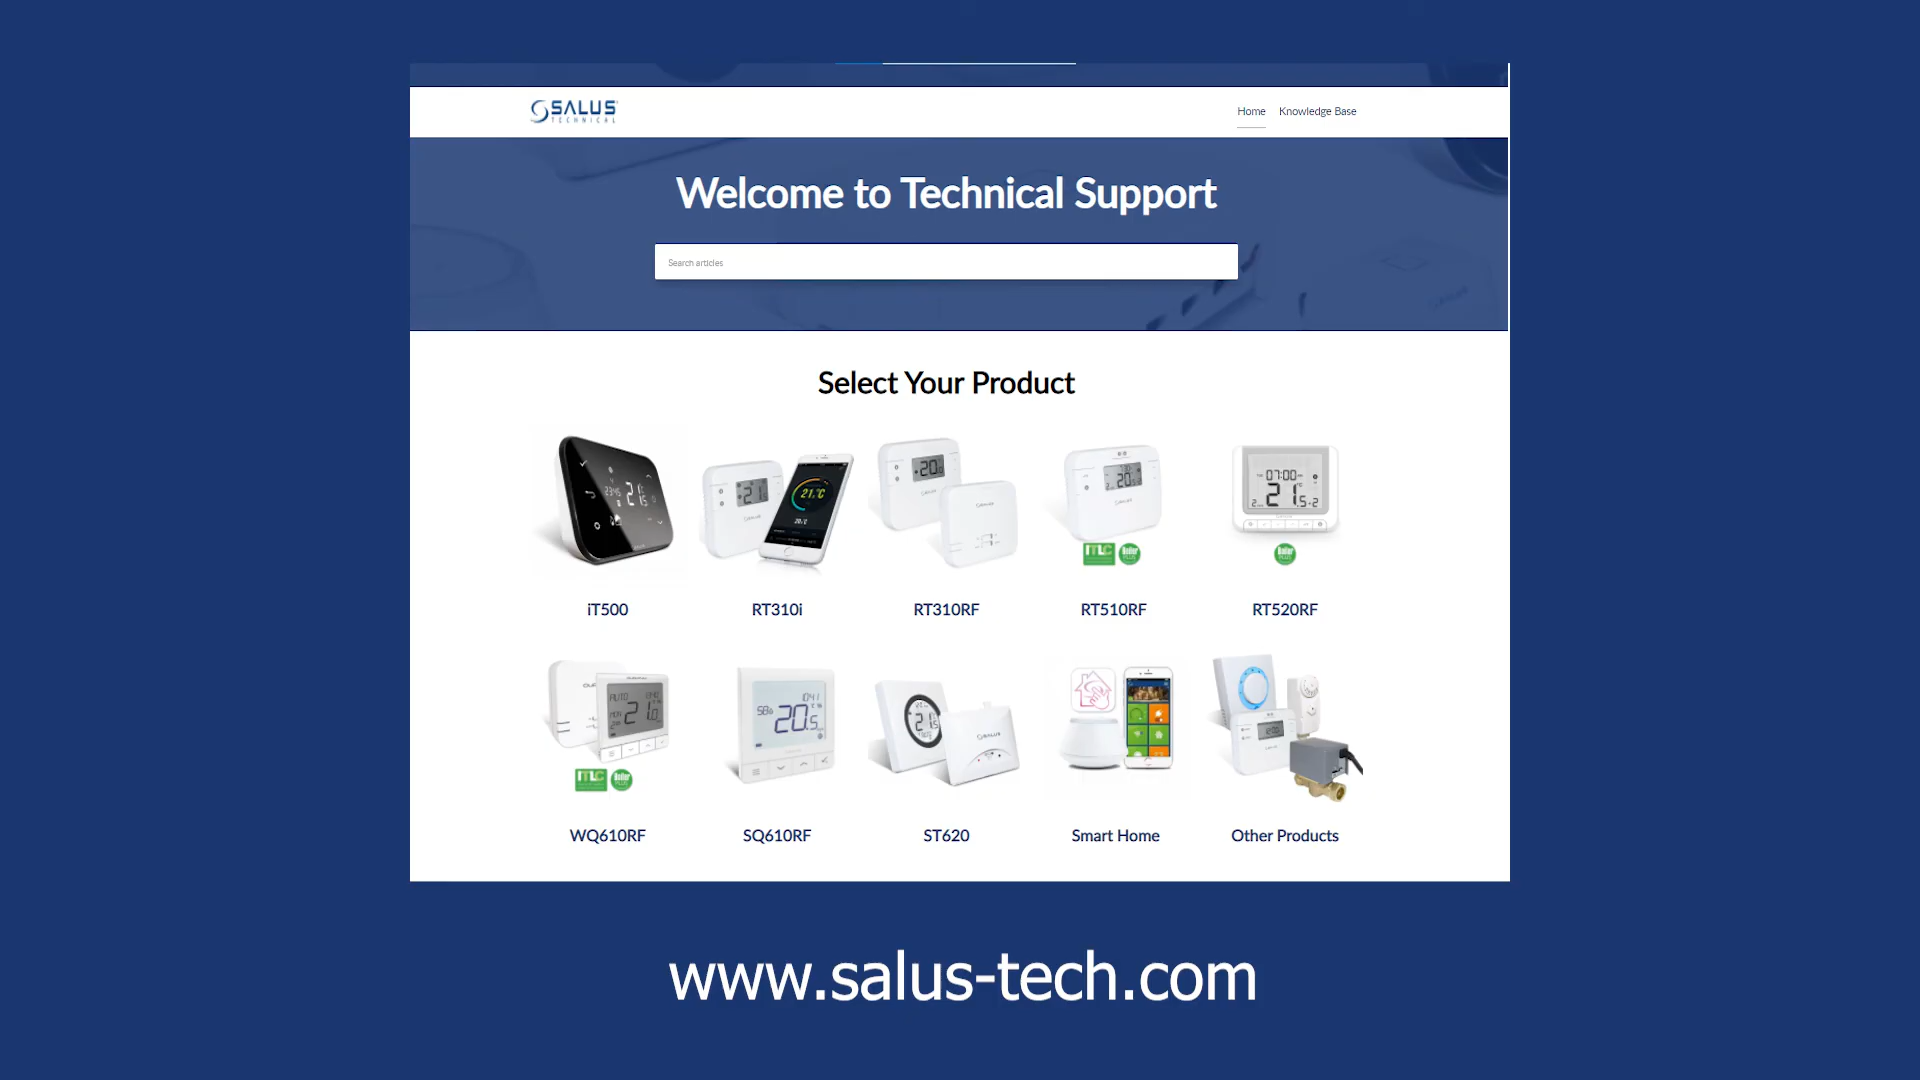 SALUS
TECHNICAL
Home Knowledge Base
Welcome to Technical Support
Search articles
Select Your Product
iT500 RT310i RT310RF RT510RF RT520RF
WQ610RF SQ610RF ST620 Smart Home Other Products
www.salus-tech.com